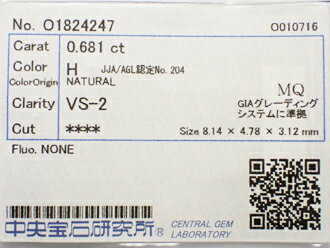 No. O1824247 O010716
Carat 0.681 ct
Color H JJA/AGL認定No.204
ColorOrigin NATURAL
MQ
Clarity VS-2 GIAグレーディング
システムに準拠
Cut **** Size 8.14 × 4.78 × 3.12 mm
Fluo. NONE
中央宝石研究所® CENTRAL GEM
LABORATORY